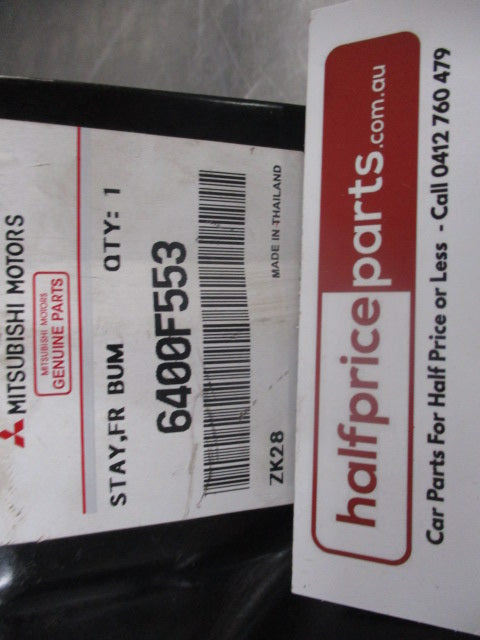 MITSUBISHI MOTORS
MITSUBISHI MOTORS
GENUINE PARTS
STAY,FR BUM QTY: 1
6400F553
ZK28 MADE IN THAILAND
halfpriceparts.com.au
Car Parts For Half Price or Less - Call 0412 760 479